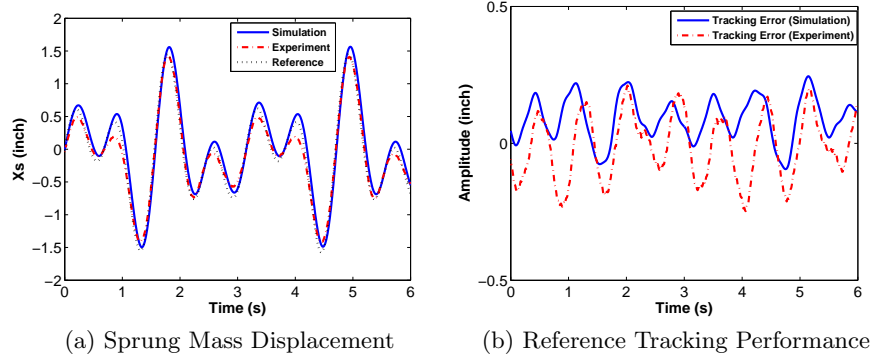 2
1.5
1
0.5
0
−0.5
−1
−1.5
−2
Xs (inch)
0 1 2 3 4 5 6
Time (s)
Simulation
Experiment
Reference
(a) Sprung Mass Displacement
0.5
0
−0.5
Amplitude (inch)
0 1 2 3 4 5 6
Time (s)
Tracking Error (Simulation)
Tracking Error (Experiment)
(b) Reference Tracking Performance